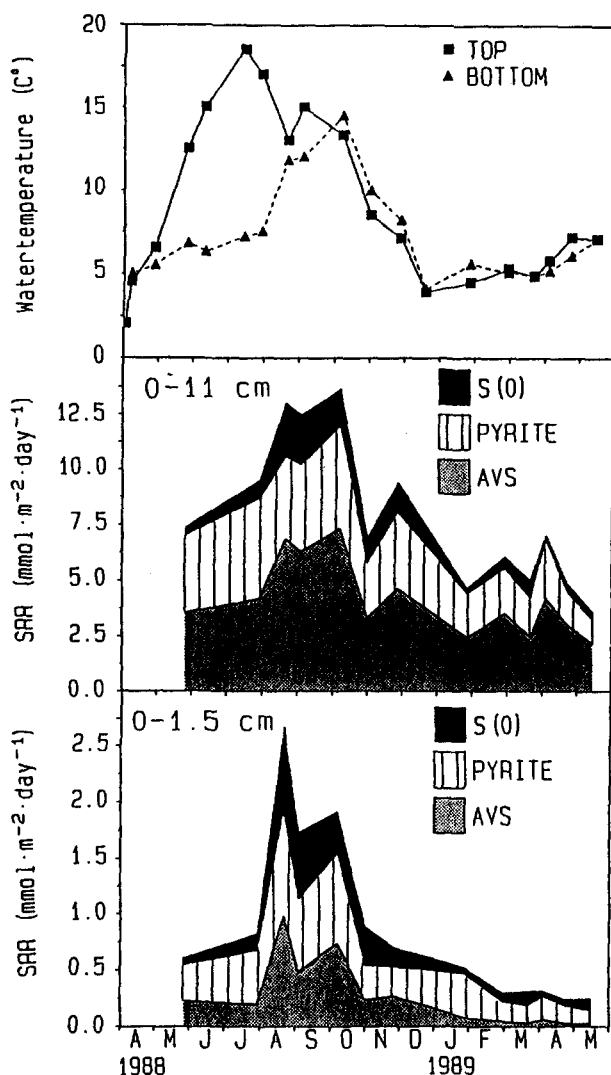 20
15
10
5
0
Watertemperature (C°)
TOP
BOTTOM
0-11 cm
S(0)
PYRITE
AVS
12.5
10.0
7.5
5.0
2.5
0.0
SRR (mmol·m⁻²·day⁻¹)
0-1.5 cm
S(0)
PYRITE
AVS
2.5
2.0
1.5
1.0
0.5
0.0
SRR (mmol·m⁻²·day⁻¹)
A M J J A S O N D J F M A M
1988 1989